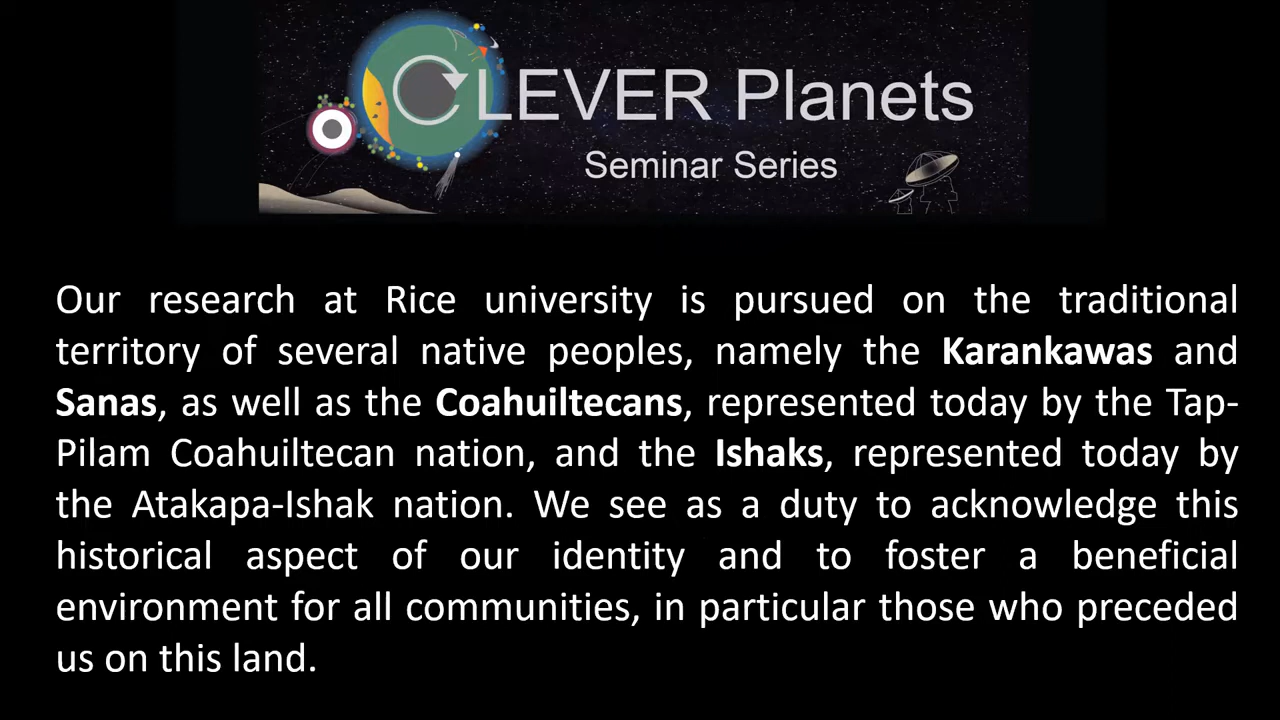 CLEVER Planets
Seminar Series
Our research at Rice university is pursued on the traditional
territory of several native peoples, namely the Karankawas and
Sanas, as well as the Coahuiltecans, represented today by the Tap-
Pilam Coahuiltecan nation, and the Ishaks, represented today by
the Atakapa-Ishak nation. We see as a duty to acknowledge this
historical aspect of our identity and to foster a beneficial
environment for all communities, in particular those who preceded
us on this land.